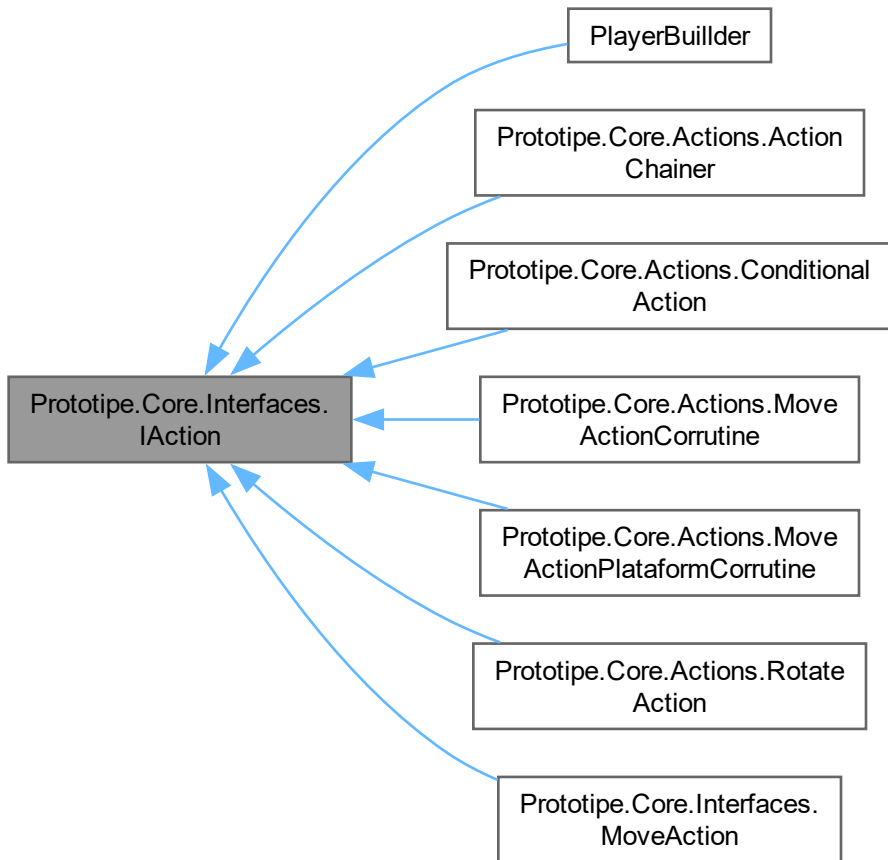 PlayerBuillder
Prototipe.Core.Actions.Action
Chainer
Prototipe.Core.Actions.Conditional
Action
Prototipe.Core.Interfaces.
IAction
Prototipe.Core.Actions.Move
ActionCorrutine
Prototipe.Core.Actions.Move
ActionPlataformCorrutine
Prototipe.Core.Actions.Rotate
Action
Prototipe.Core.Interfaces.
MoveAction